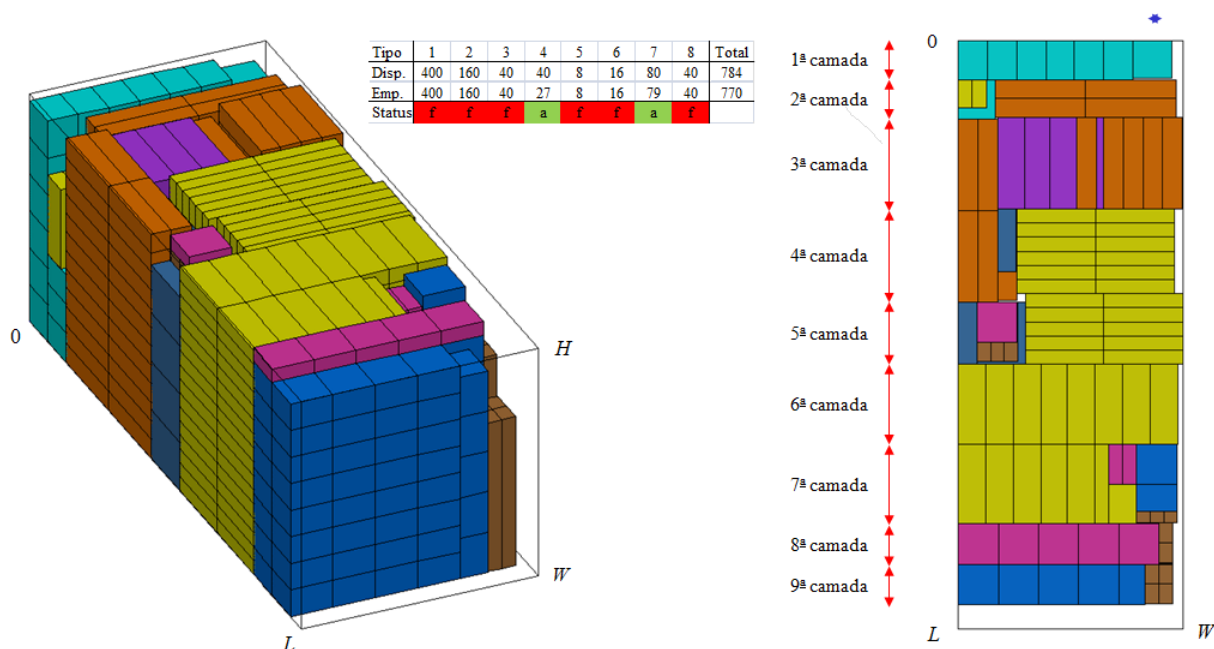 Tipo 1 2 3 4 5 6 7 8 Total
Disp. 400 160 40 40 8 16 80 40 784
Emp. 400 160 40 27 8 16 79 40 770
Status f f f a f f a f
0
H
W
L
0
1ª camada
2ª camada
3ª camada
4ª camada
5ª camada
6ª camada
7ª camada
8ª camada
9ª camada
L
W